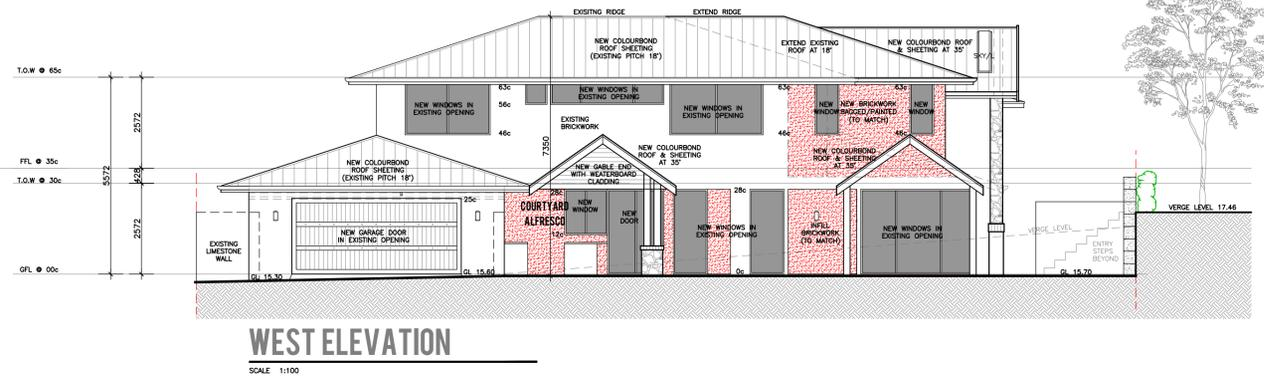 EXISITNG RIDGE
EXTEND RIDGE
NEW COLOURBOND
ROOF SHEETING
(EXISTING PITCH 18°)
EXTEND EXISTING
ROOF AT 18°
NEW COLOURBOND ROOF
& SHEETING AT 35°
SKY/L
T.O.W @ 65c
63c
56c
46c
NEW WINDOWS IN
EXISTING OPENING
NEW WINDOWS IN
EXISTING OPENING
NEW WINDOWS IN
EXISTING OPENING
63c
46c
NEW
WINDOW
NEW BRICKWORK
BAGGED/PAINTED
(TO MATCH)
63c
NEW
WINDOW
46c
EXISTING
BRICKWORK
2572
5572
428
2572
7350
FFL @ 35c
T.O.W @ 30c
GFL @ 00c
NEW COLOURBOND
ROOF SHEETING
(EXISTING PITCH 18°)
NEW COLOURBOND
ROOF & SHEETING
AT 35°
NEW GABLE END
WITH WEATERBOARD
CLADDING
NEW COLOURBOND
ROOF & SHEETING
AT 35°
25c
28c
COURTYARD
ALFRESCO
12c
NEW
WINDOW
NEW
DOOR
28c
NEW WINDOWS IN
EXISTING OPENING
0c
INFILL
BRICKWORK
(TO MATCH)
NEW WINDOWS IN
EXISTING OPENING
EXISTING
LIMESTONE
WALL
NEW GARAGE DOOR
IN EXISTING OPENING
GL 15.30
GL 15.60
VERGE LEVEL
ENTRY
STEPS
BEYOND
GL 15.70
VERGE LEVEL 17.46
WEST ELEVATION
SCALE 1:100